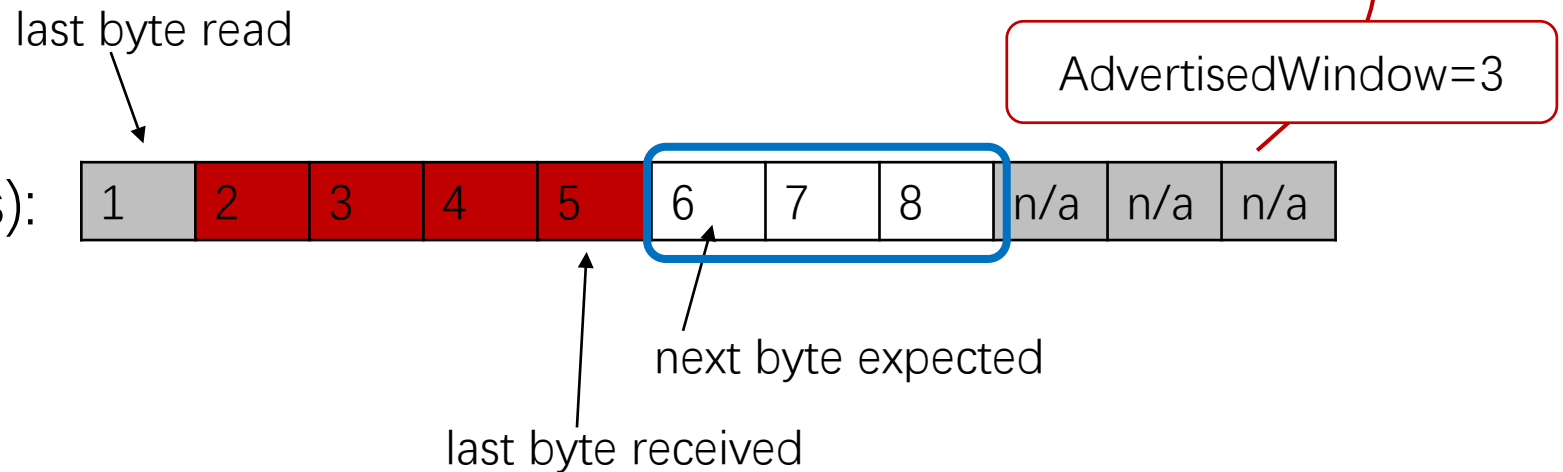 last byte read
AdvertisedWindow=3
s): 1 2 3 4 5 6 7 8 n/a n/a n/a
next byte expected
last byte received